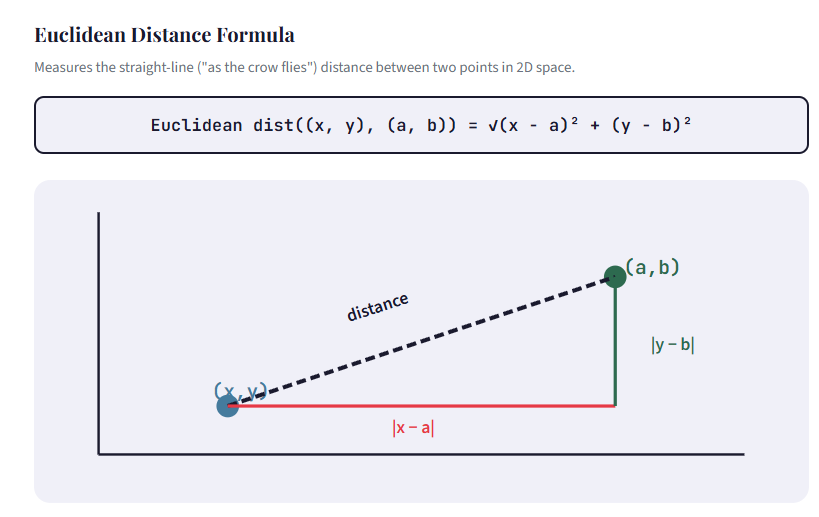 Euclidean Distance Formula
Measures the straight-line ("as the crow flies") distance between two points in 2D space.
Euclidean dist((x, y), (a, b)) = √(x - a)² + (y - b)²
(a,b)
distance
|y − b|
(x,y)
|x − a|